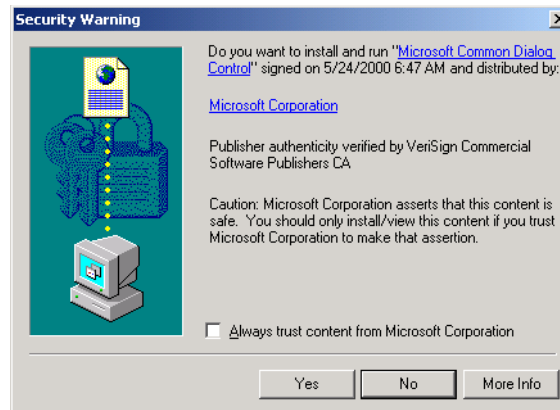 Security Warning
Do you want to install and run "Microsoft Common Dialog
Control" signed on 5/24/2000 6:47 AM and distributed by:
Microsoft Corporation
Publisher authenticity verified by VeriSign Commercial
Software Publishers CA
Caution: Microsoft Corporation asserts that this content is
safe. You should only install/view this content if you trust
Microsoft Corporation to make that assertion.
Always trust content from Microsoft Corporation
Yes No More Info